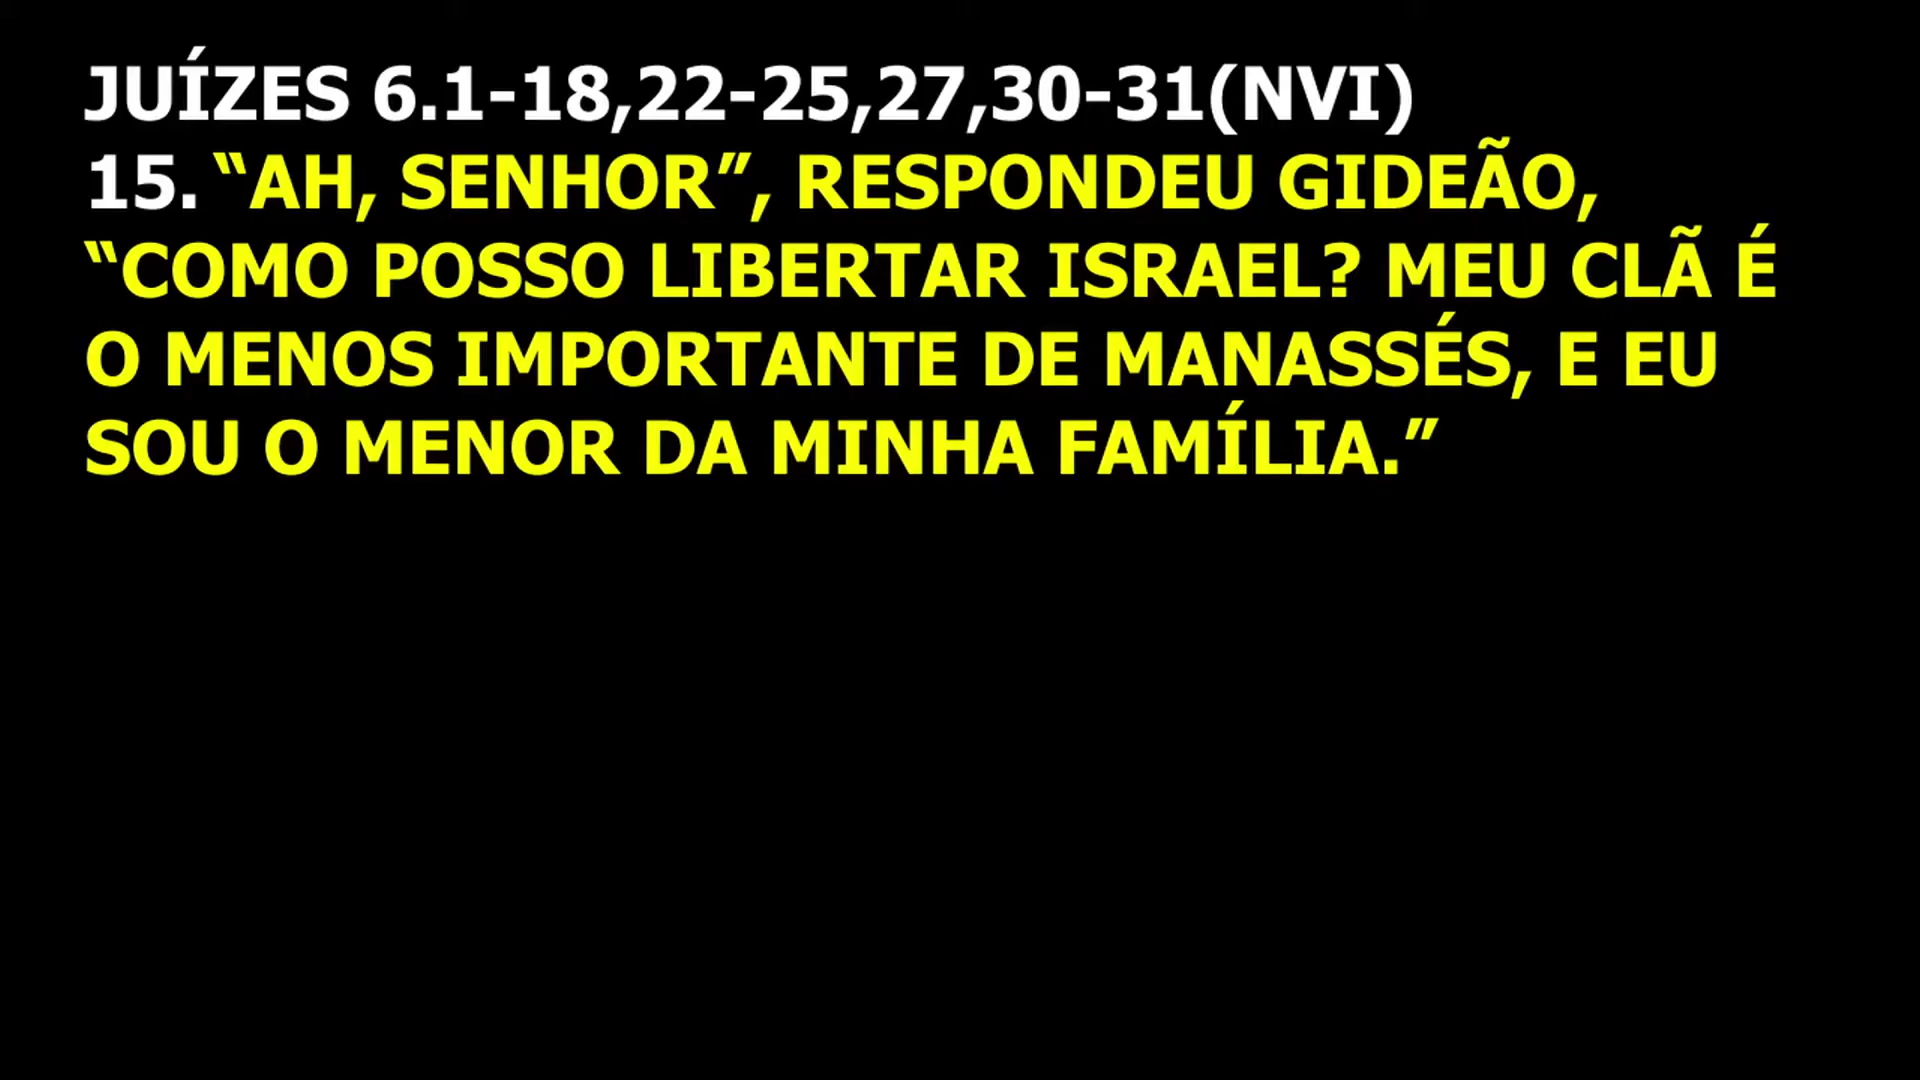 JUÍZES 6.1-18,22-25,27,30-31(NVI)
15. “AH, SENHOR”, RESPONDEU GIDEÃO,
“COMO POSSO LIBERTAR ISRAEL? MEU CLÃ É
O MENOS IMPORTANTE DE MANASSÉS, E EU
SOU O MENOR DA MINHA FAMÍLIA.”